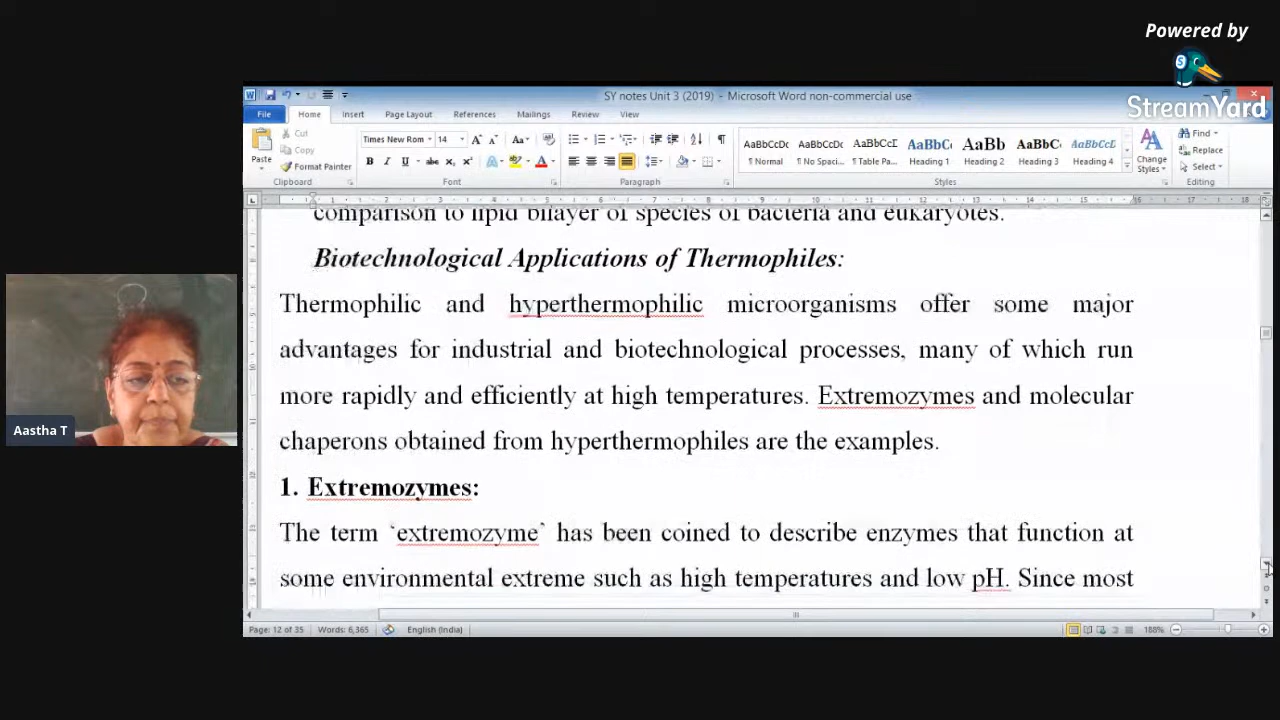 Powered by
StreamYard
SY notes Unit 3 (2019) - Microsoft Word non-commercial use
File Home Insert Page Layout References Mailings Review View
Cut
Copy
Paste
Format Painter
Clipboard
Times New Rom 14
Font
Paragraph
AaBbCcDc AaBbCcDc AaBbCcD AaBbC AaBb AaBbC AaBbCcD
¶ Normal ¶ No Spaci... ¶ Table Pa... Heading 1 Heading 2 Heading 3 Heading 4
Change Styles
Styles
Find
Replace
Select
Editing
comparison to lipid bilayer of species of bacteria and eukaryotes.
Biotechnological Applications of Thermophiles:
Thermophilic and hyperthermophilic microorganisms offer some major
advantages for industrial and biotechnological processes, many of which run
more rapidly and efficiently at high temperatures. Extremozymes and molecular
chaperons obtained from hyperthermophiles are the examples.
1. Extremozymes:
The term ‘extremozyme’ has been coined to describe enzymes that function at
some environmental extreme such as high temperatures and low pH. Since most
Aastha T
Page: 12 of 35 Words: 6,365 English (India) 188%